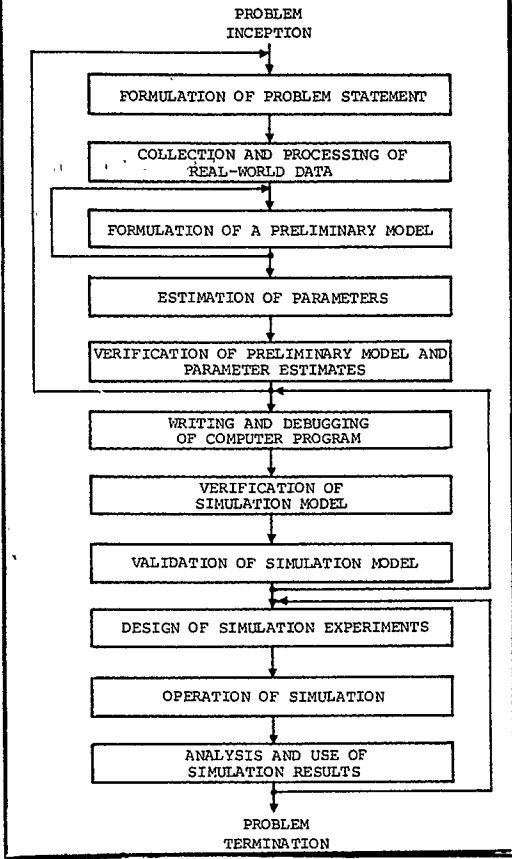 PROBLEM
INCEPTION
FORMULATION OF PROBLEM STATEMENT
COLLECTION AND PROCESSING OF
REAL-WORLD DATA
FORMULATION OF A PRELIMINARY MODEL
ESTIMATION OF PARAMETERS
VERIFICATION OF PRELIMINARY MODEL AND
PARAMETER ESTIMATES
WRITING AND DEBUGGING
OF COMPUTER PROGRAM
VERIFICATION OF
SIMULATION MODEL
VALIDATION OF SIMULATION MODEL
DESIGN OF SIMULATION EXPERIMENTS
OPERATION OF SIMULATION
ANALYSIS AND USE OF
SIMULATION RESULTS
PROBLEM
TERMINATION